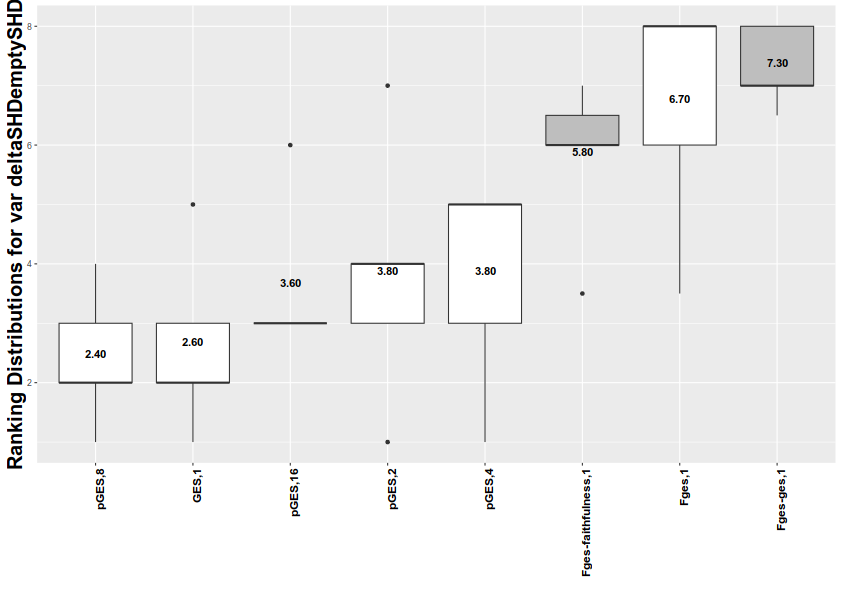 Ranking Distributions for var deltaSHDemptySHD
8
6
4
2
2.40
2.60
3.60
3.80
3.80
5.80
6.70
7.30
pGES,8
GES,1
pGES,16
pGES,2
pGES,4
Fges-faithfulness,1
Fges,1
Fges-ges,1